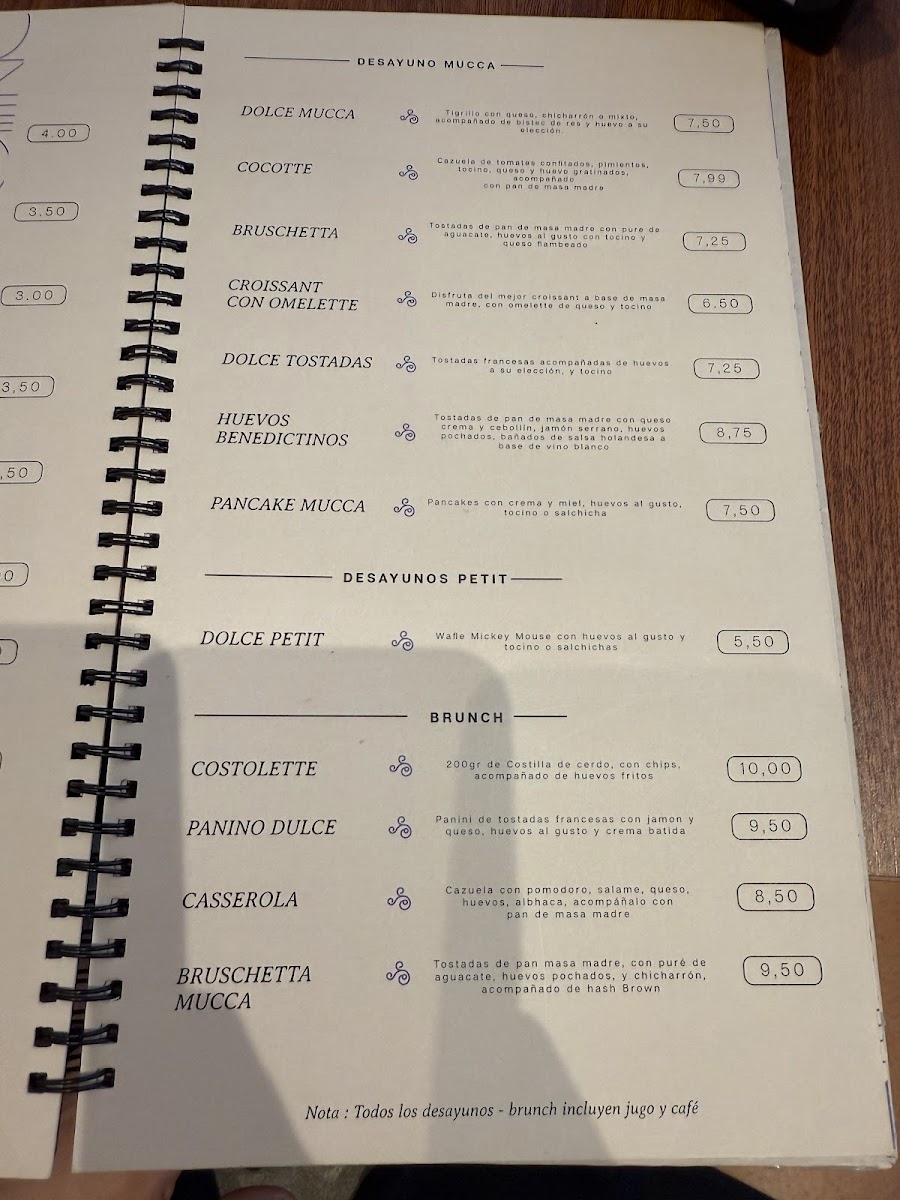 4.00
3.50
3.00
3,50
,50
DESAYUNO MUCCA
DOLCE MUCCA
Tigrillo con queso, chicharrón o mixto,
acompañado de bistec de res y huevo a su
elección.
7,50
COCOTTE
Cazuela de tomates confitados, pimientos,
tocino, queso y huevo gratinados,
acompañado
con pan de masa madre
7,99
BRUSCHETTA
Tostadas de pan de masa madre con puré de
aguacate, huevos al gusto con tocino y
queso flambeado
7,25
CROISSANT
CON OMELETTE
Disfruta del mejor croissant a base de masa
madre, con omelette de queso y tocino
6.50
DOLCE TOSTADAS
Tostadas francesas acompañadas de huevos
a su elección, y tocino
7,25
HUEVOS
BENEDICTINOS
Tostadas de pan de masa madre con queso
crema y cebollín, jamón serrano, huevos
pochados, bañados de salsa holandesa a
base de vino blanco
8,75
PANCAKE MUCCA
Pancakes con crema y miel, huevos al gusto,
tocino o salchicha
7,50
DESAYUNOS PETIT
DOLCE PETIT
Wafle Mickey Mouse con huevos al gusto y
tocino o salchichas
5,50
BRUNCH
COSTOLETTE
200gr de Costilla de cerdo, con chips,
acompañado de huevos fritos
10,00
PANINO DULCE
Panini de tostadas francesas con jamon y
queso, huevos al gusto y crema batida
9,50
CASSEROLA
Cazuela con pomodoro, salame, queso,
huevos, albhaca, acompáñalo con
pan de masa madre
8,50
BRUSCHETTA
MUCCA
Tostadas de pan masa madre, con puré de
aguacate, huevos pochados, y chicharrón,
acompañado de hash Brown
9,50
Nota : Todos los desayunos - brunch incluyen jugo y café